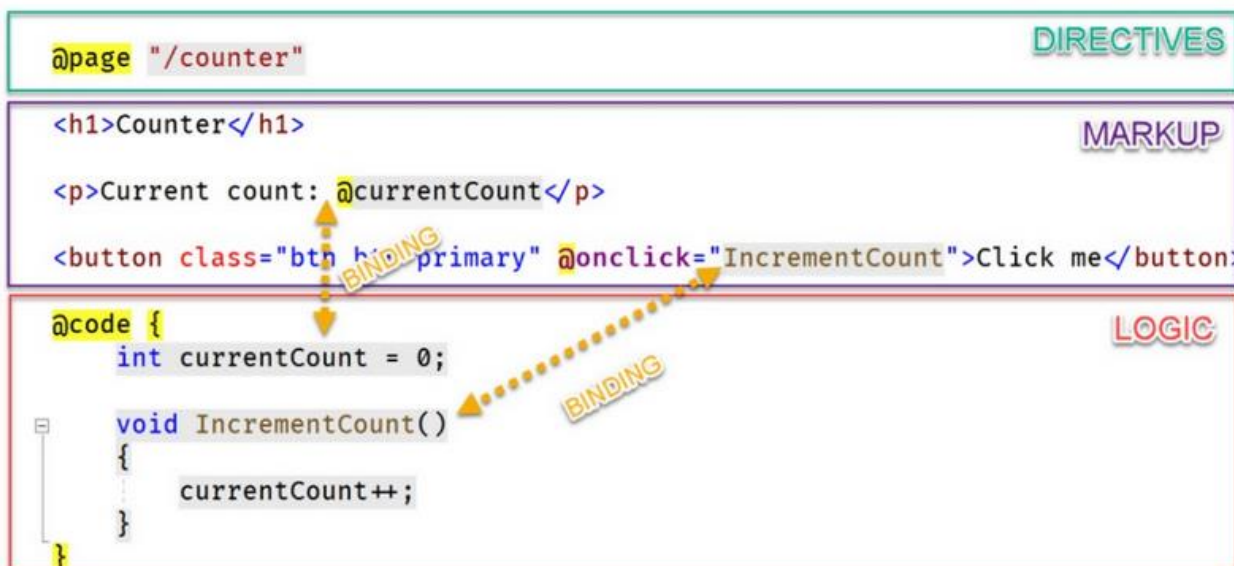 DIRECTIVES
@page "/counter"
<h1>Counter</h1>
MARKUP
<p>Current count: @currentCount</p>
<button class="btn btn-primary" @onclick="IncrementCount">Click me</button>
BINDING
@code {
LOGIC
int currentCount = 0;
BINDING
void IncrementCount()
{
currentCount++;
}
}